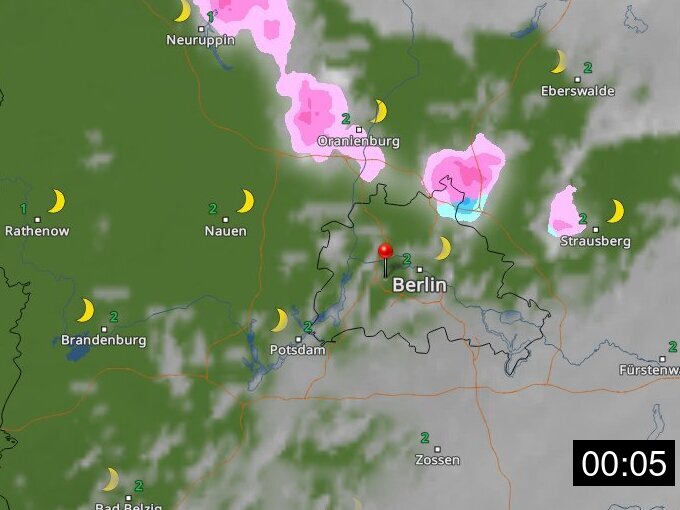 1
Neuruppin
2
Eberswalde
2
Oranienburg
1
Rathenow
2
Nauen
2
Strausberg
2
Berlin
2
Brandenburg
2
Potsdam
2
Fürstenwa
2
Zossen
00:05
2
Bad Belzig